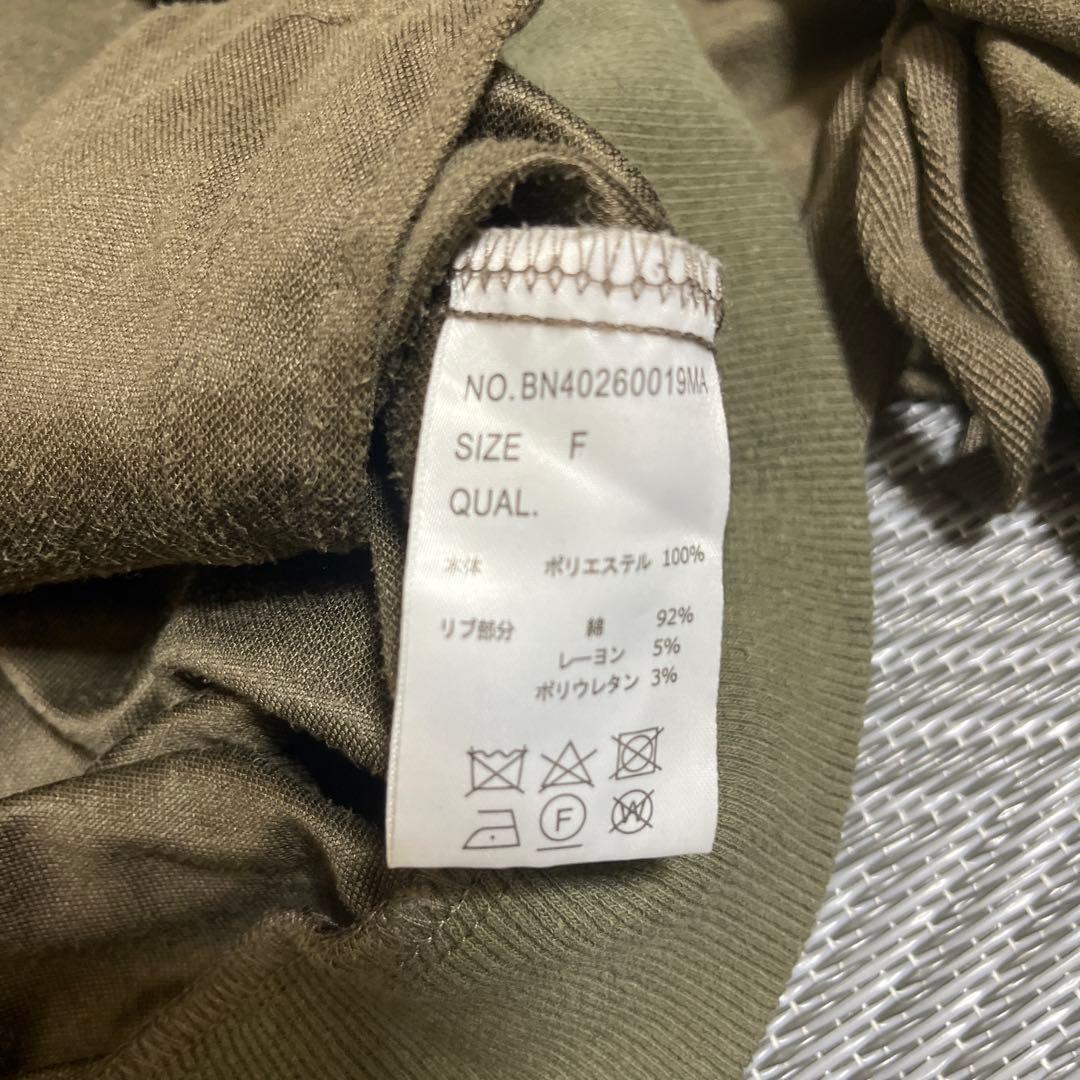 NO.BN40260019MA
SIZE F
QUAL.
本体 ポリエステル 100%
リブ部分 綿 92%
レーヨン 5%
ポリウレタン 3%
F W